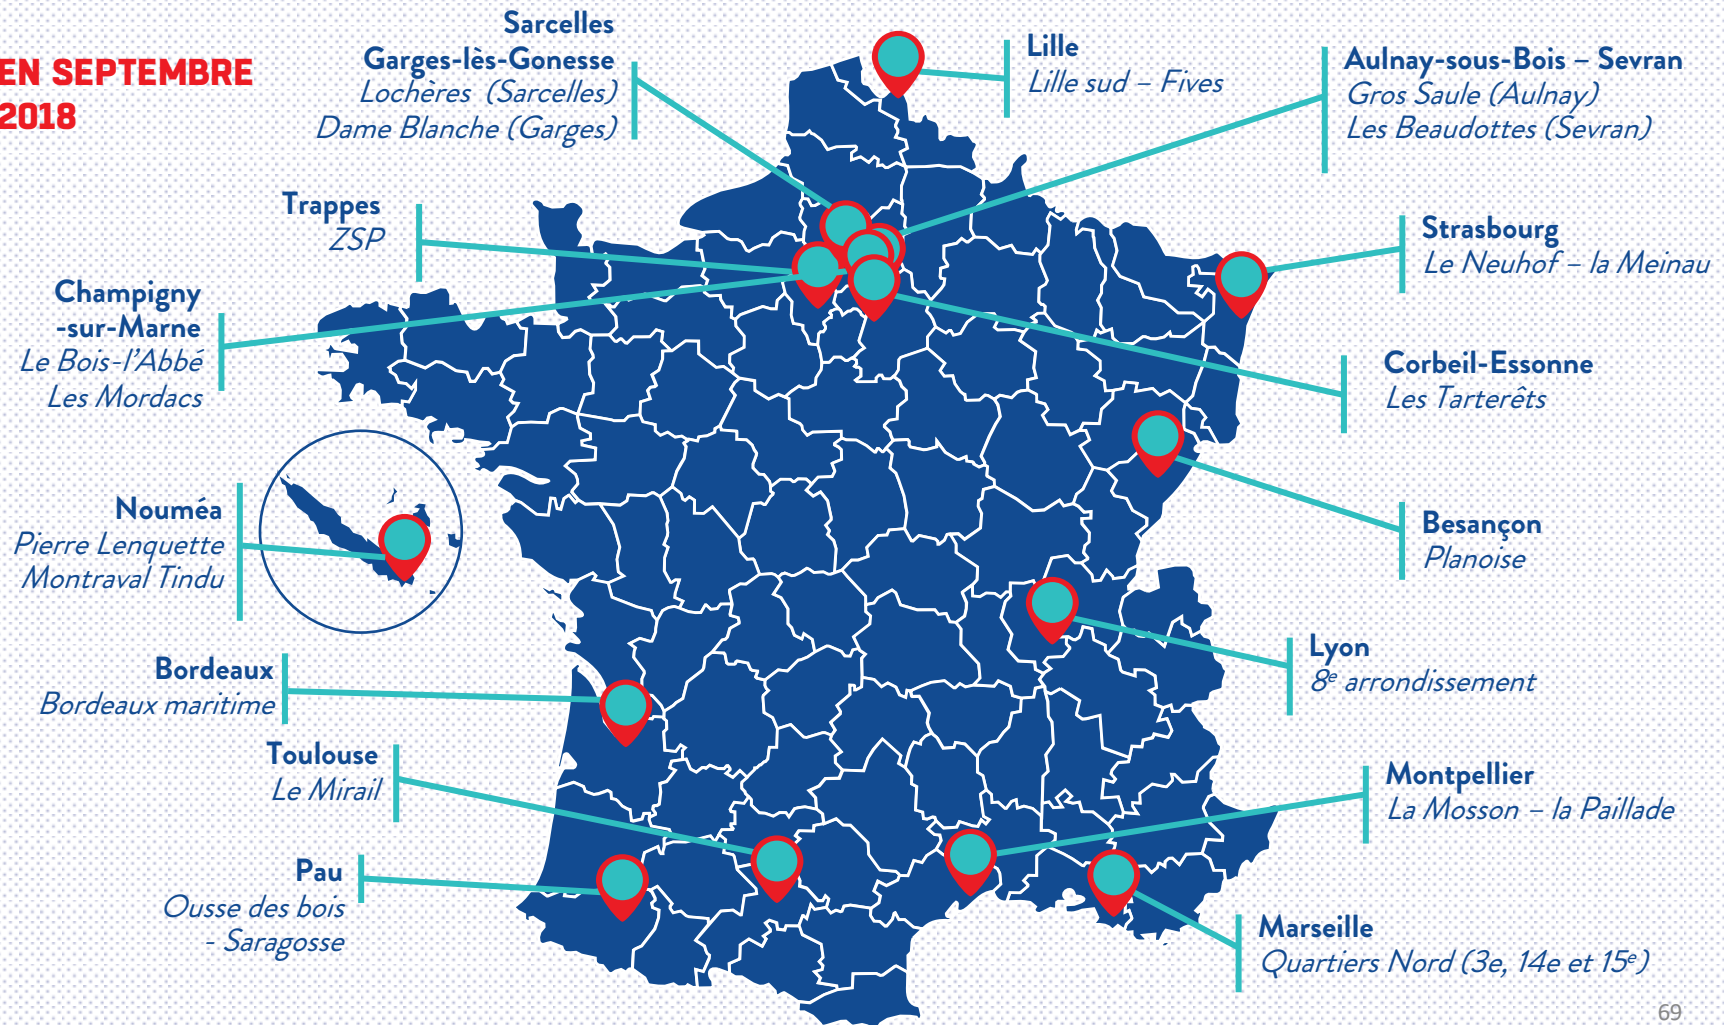 EN SEPTEMBRE
2018
Sarcelles
Garges-lès-Gonesse
Lochères (Sarcelles)
Dame Blanche (Garges)
Lille
Lille sud – Fives
Aulnay-sous-Bois – Sevran
Gros Saule (Aulnay)
Les Beaudottes (Sevran)
Trappes
ZSP
Strasbourg
Le Neuhof – la Meinau
Champigny
-sur-Marne
Le Bois-l'Abbé
Les Mordacs
Corbeil-Essonne
Les Tarterêts
Nouméa
Pierre Lenquette
Montraval Tindu
Besançon
Planoise
Bordeaux
Bordeaux maritime
Lyon
8e arrondissement
Toulouse
Le Mirail
Montpellier
La Mosson – la Paillade
Pau
Ousse des bois
- Saragosse
Marseille
Quartiers Nord (3e, 14e et 15e)
69